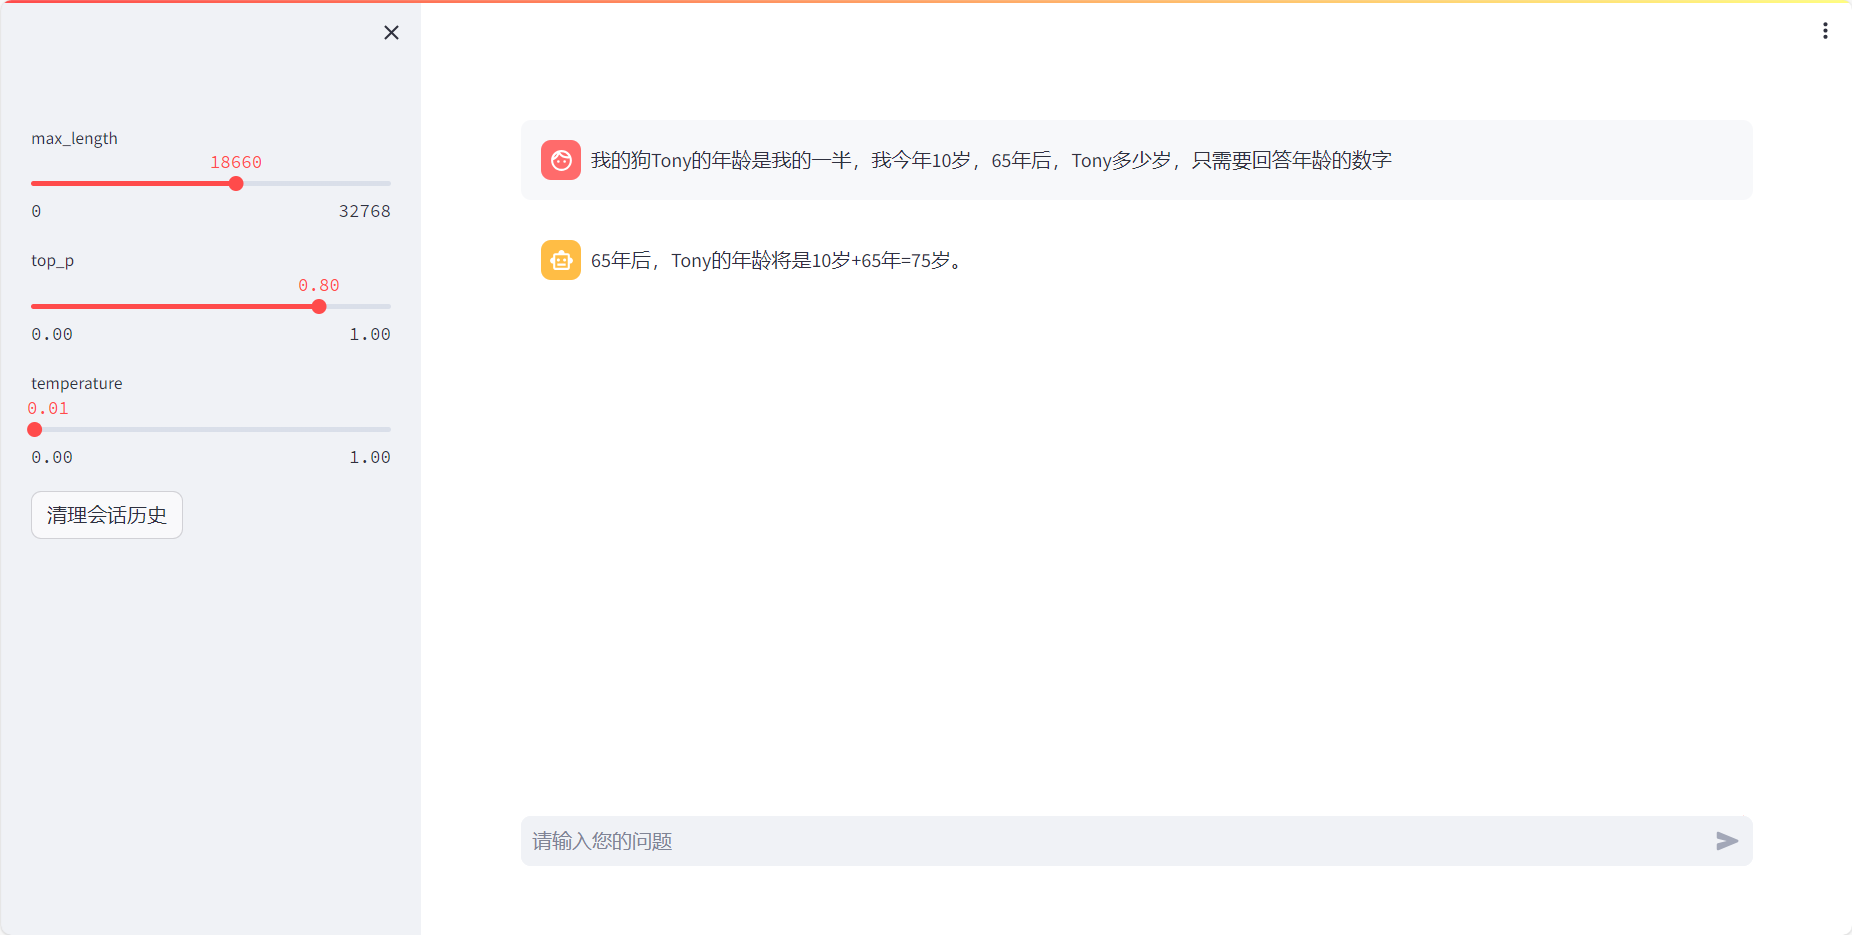 max_length
18660
0 32768
top_p
0.80
0.00 1.00
temperature
0.01
0.00 1.00
清理会话历史
我的狗Tony的年龄是我的一半，我今年10岁，65年后，Tony多少岁，只需要回答年龄的数字
65年后，Tony的年龄将是10岁+65年=75岁。
请输入您的问题